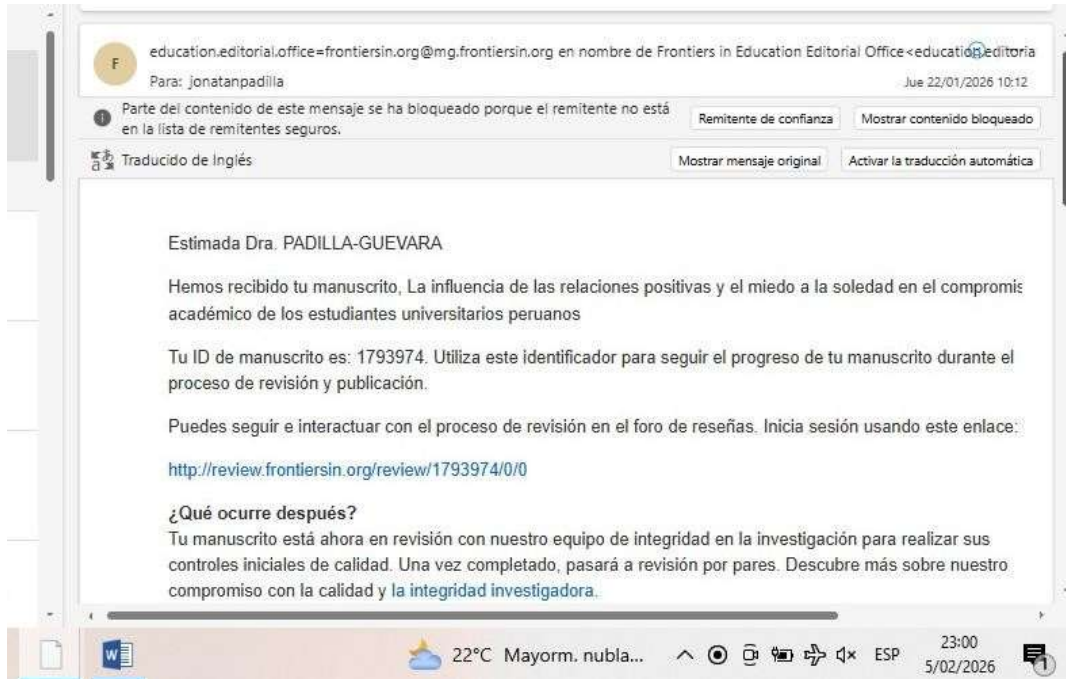 education.editorial.office=frontiersin.org@mg.frontiersin.org en nombre de Frontiers in Education Editorial Office<education.editoria
F
Para: jonatanpadilla
Jue 22/01/2026 10:12
Parte del contenido de este mensaje se ha bloqueado porque el remitente no está
en la lista de remitentes seguros.
Remitente de confianza
Mostrar contenido bloqueado
Traducido de Inglés
Mostrar mensaje original
Activar la traducción automática
Estimada Dra. PADILLA-GUEVARA
Hemos recibido tu manuscrito, La influencia de las relaciones positivas y el miedo a la soledad en el compromis
académico de los estudiantes universitarios peruanos
Tu ID de manuscrito es: 1793974. Utiliza este identificador para seguir el progreso de tu manuscrito durante el
proceso de revisión y publicación.
Puedes seguir e interactuar con el proceso de revisión en el foro de reseñas. Inicia sesión usando este enlace:
http://review.frontiersin.org/review/1793974/0/0
¿Qué ocurre después?
Tu manuscrito está ahora en revisión con nuestro equipo de integridad en la investigación para realizar sus
controles iniciales de calidad. Una vez completado, pasará a revisión por pares. Descubre más sobre nuestro
compromiso con la calidad y la integridad investigadora.
W
22°C Mayorm. nubla...
ESP
23:00
5/02/2026
1